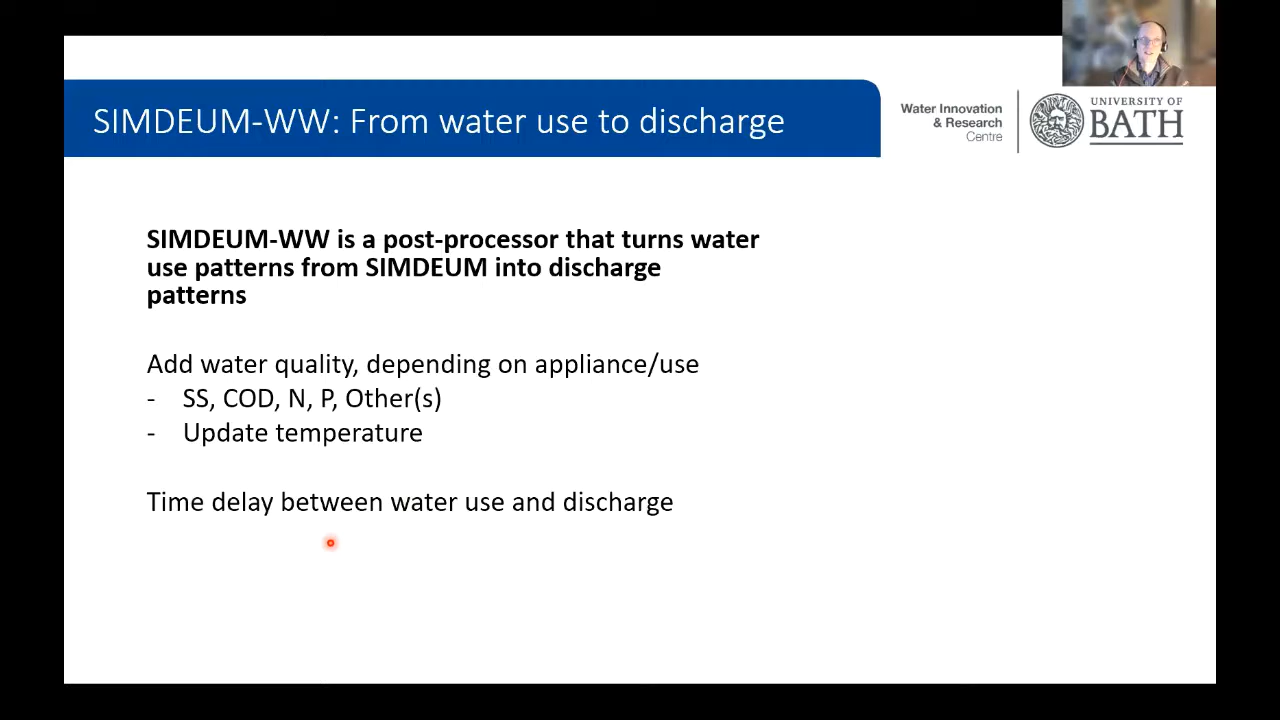 SIMDEUM-WW: From water use to discharge
Water Innovation
& Research
Centre
UNIVERSITY OF
BATH
SIMDEUM-WW is a post-processor that turns water
use patterns from SIMDEUM into discharge
patterns
Add water quality, depending on appliance/use
- SS, COD, N, P, Other(s)
- Update temperature
Time delay between water use and discharge